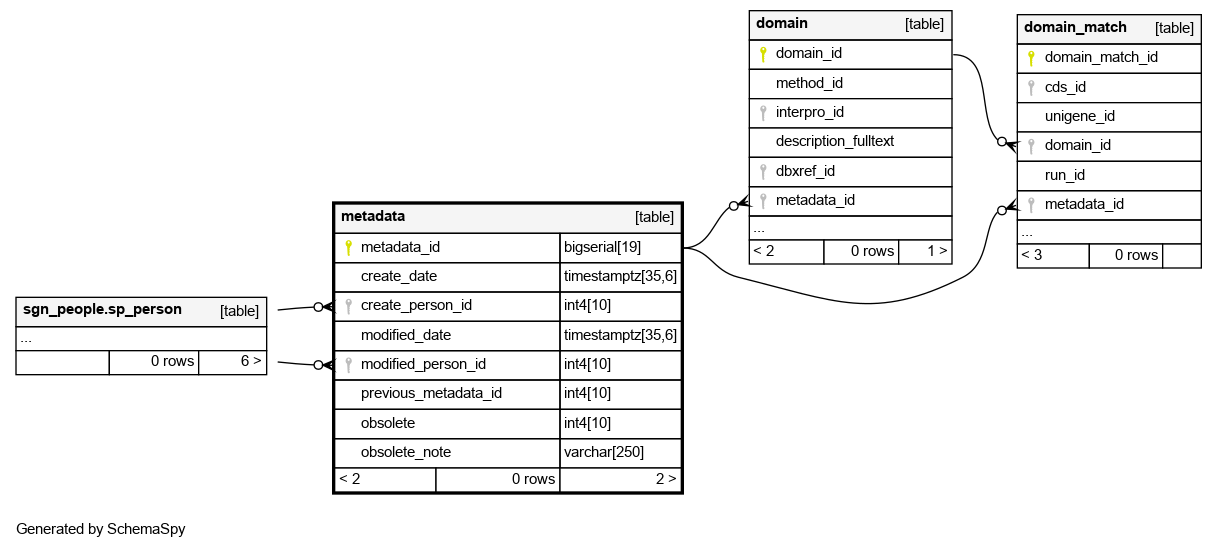 domain [table]
domain_id
method_id
interpro_id
description_fulltext
dbxref_id
metadata_id
...
< 2 0 rows 1 >
domain_match [table]
domain_match_id
cds_id
unigene_id
domain_id
run_id
metadata_id
...
< 3 0 rows
metadata [table]
metadata_id bigserial[19]
create_date timestamptz[35,6]
create_person_id int4[10]
modified_date timestamptz[35,6]
modified_person_id int4[10]
previous_metadata_id int4[10]
obsolete int4[10]
obsolete_note varchar[250]
< 2 0 rows 2 >
sgn_people.sp_person [table]
...
0 rows 6 >
Generated by SchemaSpy